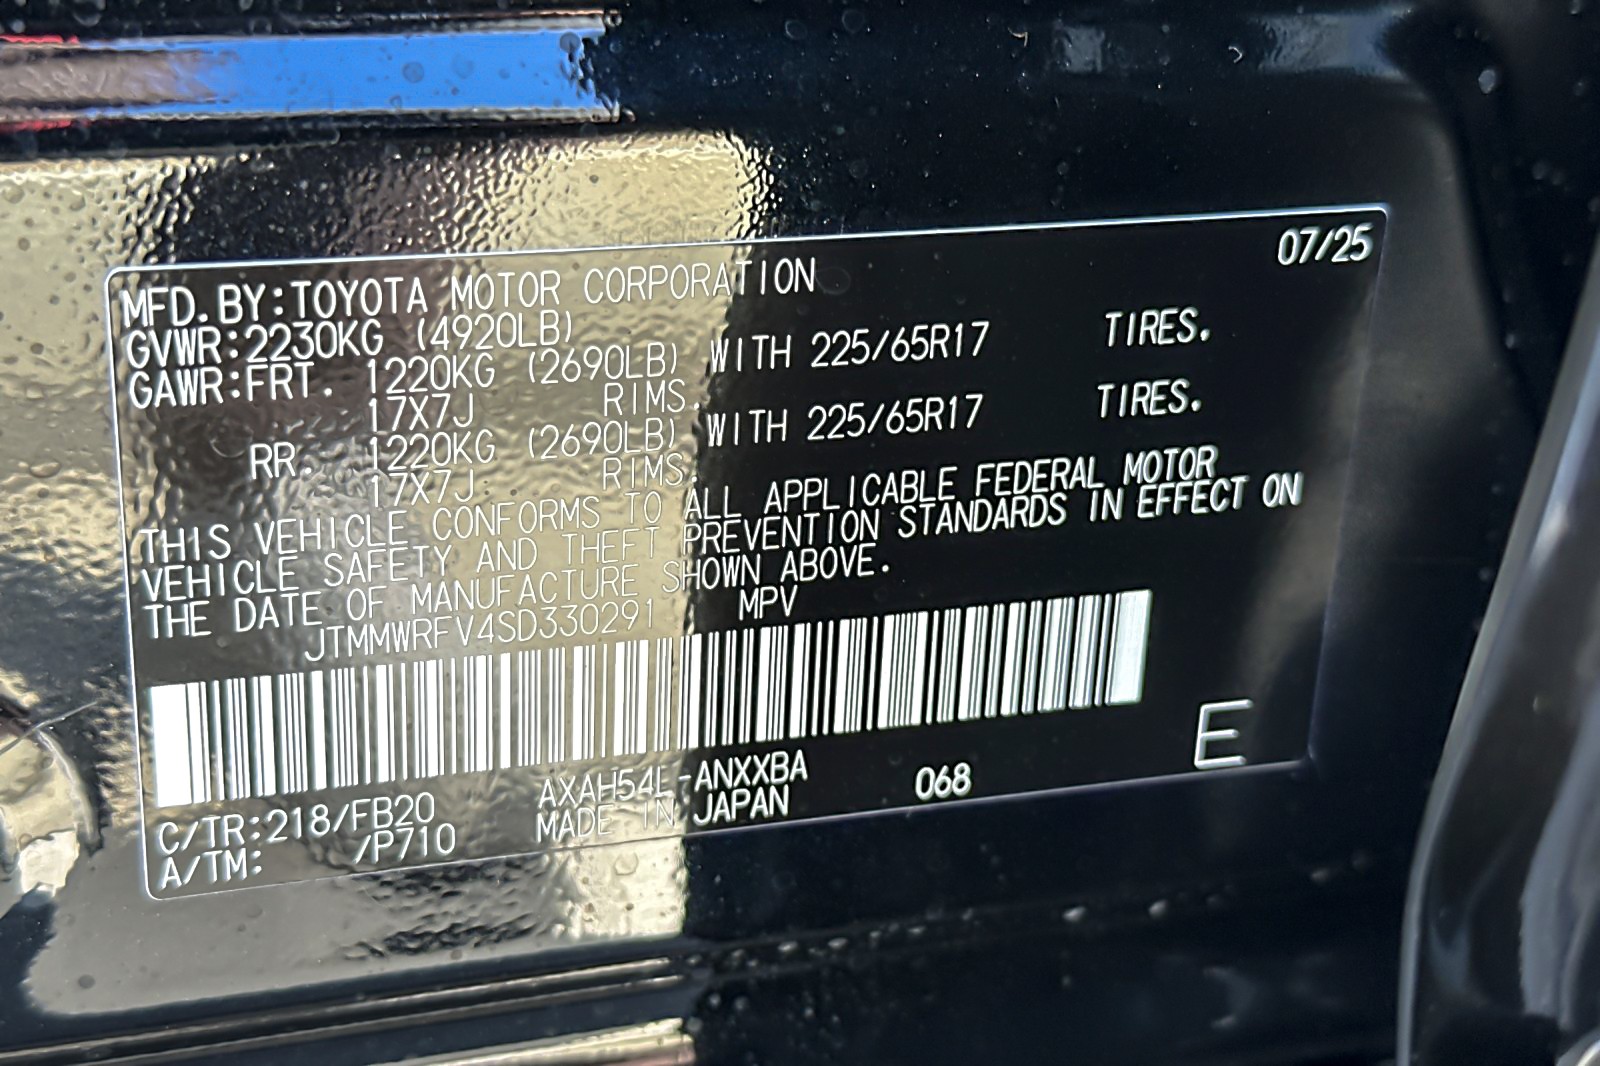 07/25
MFD.BY:TOYOTA MOTOR CORPORATION
GVWR:2230KG (4920LB)
GAWR:FRT. 1220KG (2690LB) WITH 225/65R17 TIRES.
17X7J RIMS.
RR. 1220KG (2690LB) WITH 225/65R17 TIRES.
17X7J RIMS.
THIS VEHICLE CONFORMS TO ALL APPLICABLE FEDERAL MOTOR
VEHICLE SAFETY AND THEFT PREVENTION STANDARDS IN EFFECT ON
THE DATE OF MANUFACTURE SHOWN ABOVE.
JTMMWRFV4SD330291 MPV
E
C/TR:218/FB20 AXAH54L-ANXXBA 068
A/TM: /P710 MADE IN JAPAN